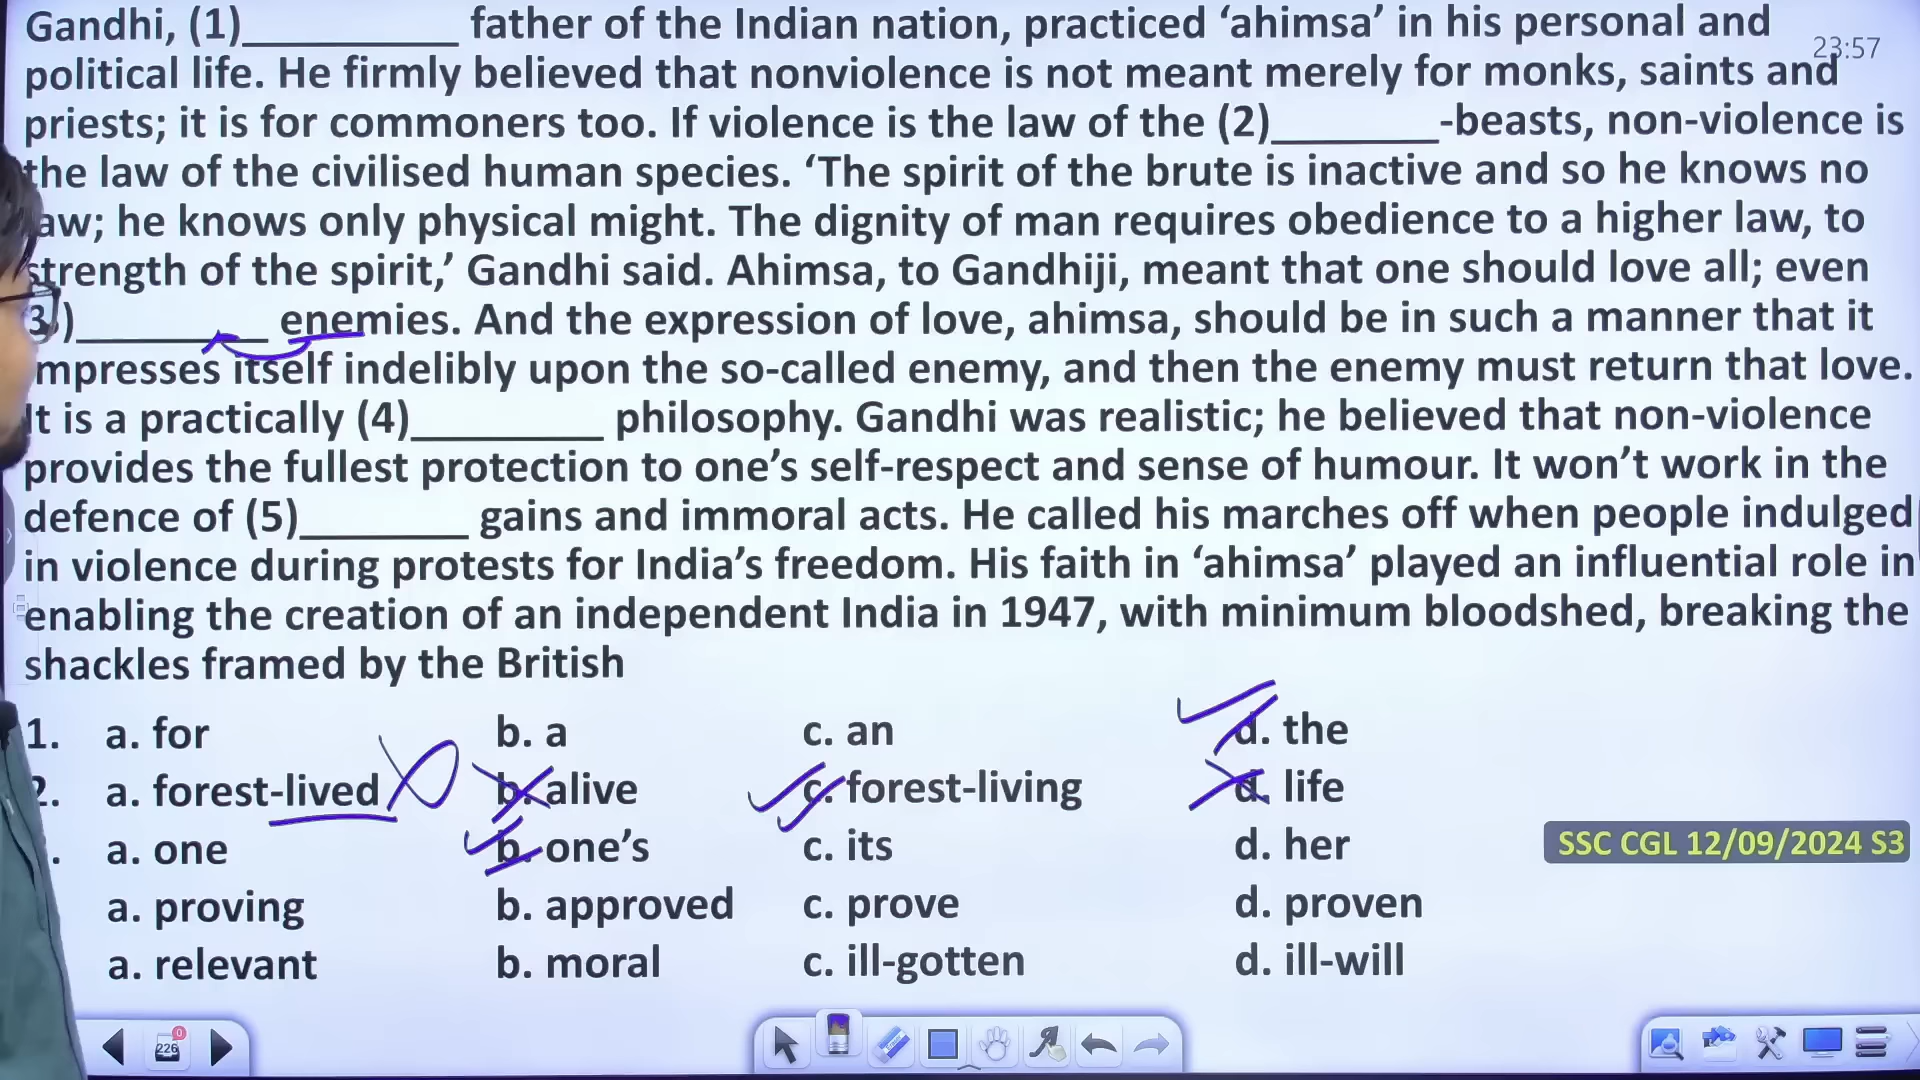 Gandhi, (1)__________ father of the Indian nation, practiced ‘ahimsa’ in his personal and
23:57
political life. He firmly believed that nonviolence is not meant merely for monks, saints and
priests; it is for commoners too. If violence is the law of the (2)________-beasts, non-violence is
the law of the civilised human species. ‘The spirit of the brute is inactive and so he knows no
aw; he knows only physical might. The dignity of man requires obedience to a higher law, to
strength of the spirit,’ Gandhi said. Ahimsa, to Gandhiji, meant that one should love all; even
3)_________ enemies. And the expression of love, ahimsa, should be in such a manner that it
mpresses itself indelibly upon the so-called enemy, and then the enemy must return that love.
It is a practically (4)_________ philosophy. Gandhi was realistic; he believed that non-violence
provides the fullest protection to one’s self-respect and sense of humour. It won’t work in the
defence of (5)________ gains and immoral acts. He called his marches off when people indulged
in violence during protests for India’s freedom. His faith in ‘ahimsa’ played an influential role in
enabling the creation of an independent India in 1947, with minimum bloodshed, breaking the
shackles framed by the British
1. a. for b. a c. an d. the
2. a. forest-lived b. alive c. forest-living d. life
. a. one b. one’s c. its d. her
SSC CGL 12/09/2024 S3
a. proving b. approved c. prove d. proven
a. relevant b. moral c. ill-gotten d. ill-will
0
226